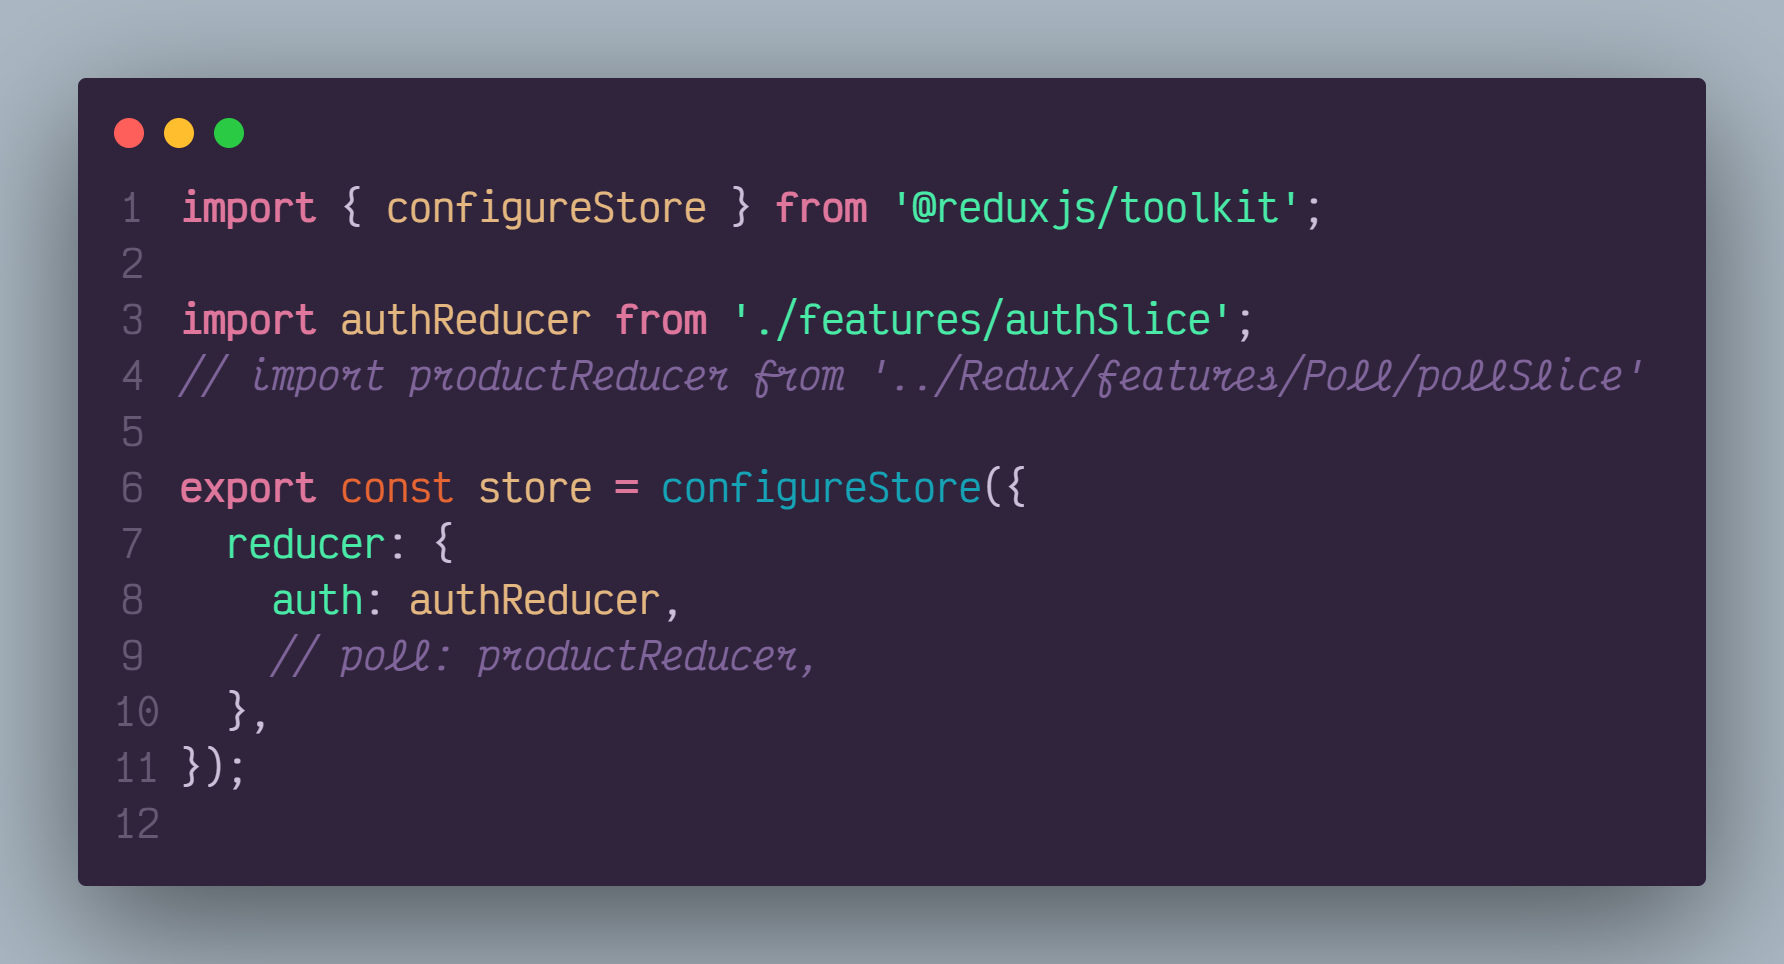 1 import { configureStore } from '@reduxjs/toolkit';
2
3 import authReducer from './features/authSlice';
4 // import productReducer from '../Redux/features/Poll/pollSlice'
5
6 export const store = configureStore({
7   reducer: {
8     auth: authReducer,
9     // poll: productReducer,
10   },
11 });
12